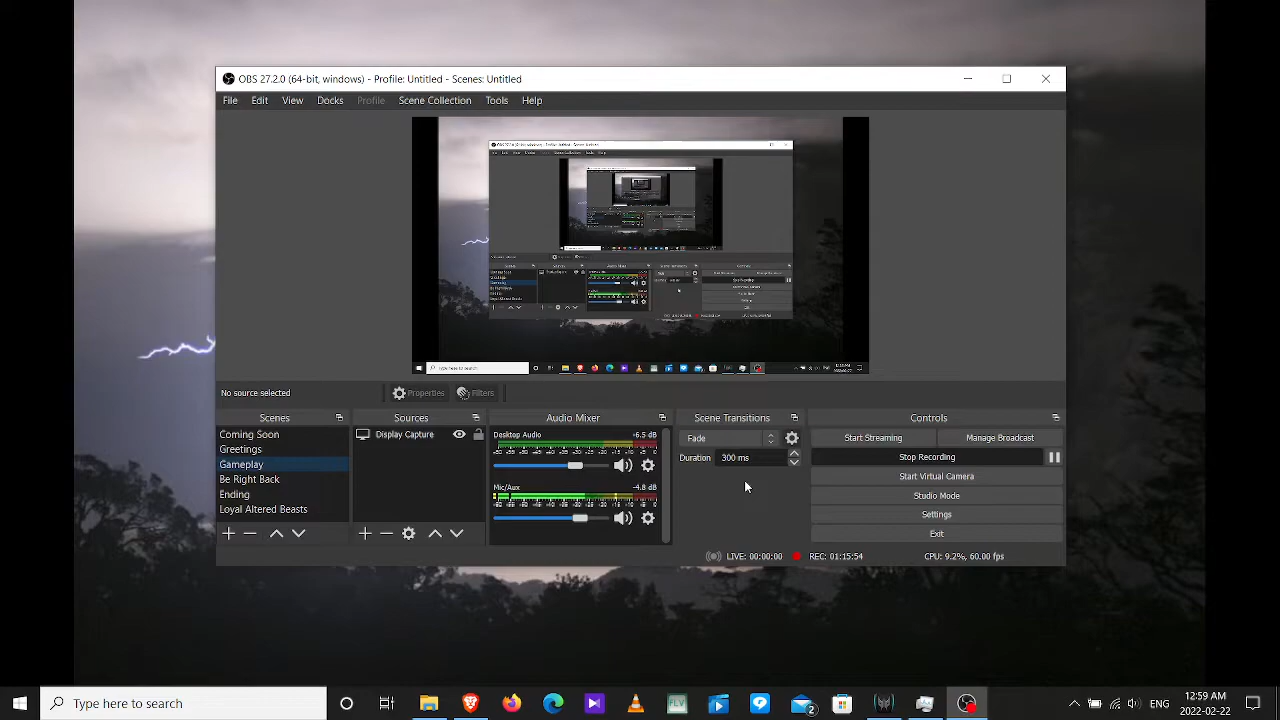 OBS 27.2.0 (64-bit, windows) - Profile: Untitled - Scenes: Untitled
File Edit View Docks Profile Scene Collection Tools Help
No source selected Properties Filters
Scenes
Coming Soon
Greetings
Gameplay
Be Right Back
Ending
Loyal Ahmed Books
Sources
Display Capture
Audio Mixer
Desktop Audio +6.5 dB
Mic/Aux -4.8 dB
Scene Transitions
Fade
Duration 300 ms
Controls
Start Streaming Manage Broadcast
Stop Recording
Start Virtual Camera
Studio Mode
Settings
Exit
LIVE: 00:00:00 REC: 01:15:54 CPU: 9.2%, 60.00 fps
Type here to search
FLV
2
ENG
12:59 AM
2022-02-22